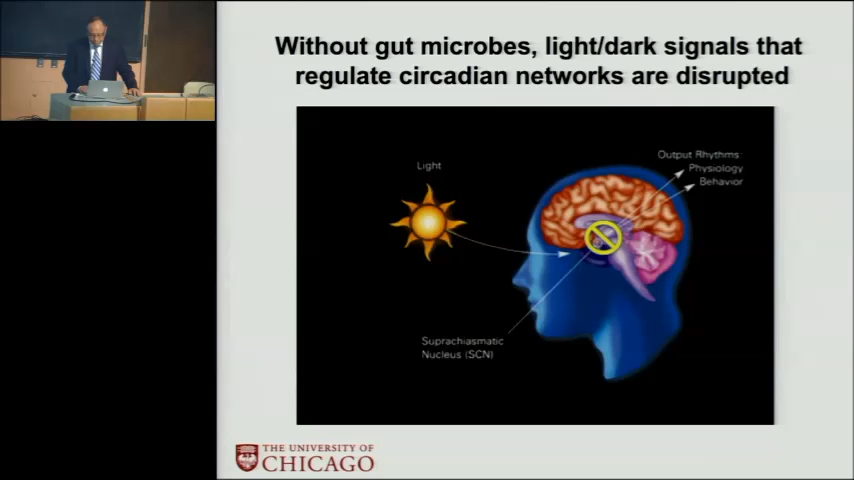 Without gut microbes, light/dark signals that
regulate circadian networks are disrupted
Light
Output Rhythms:
Physiology
Behavior
Suprachiasmatic
Nucleus (SCN)
THE UNIVERSITY OF
CHICAGO